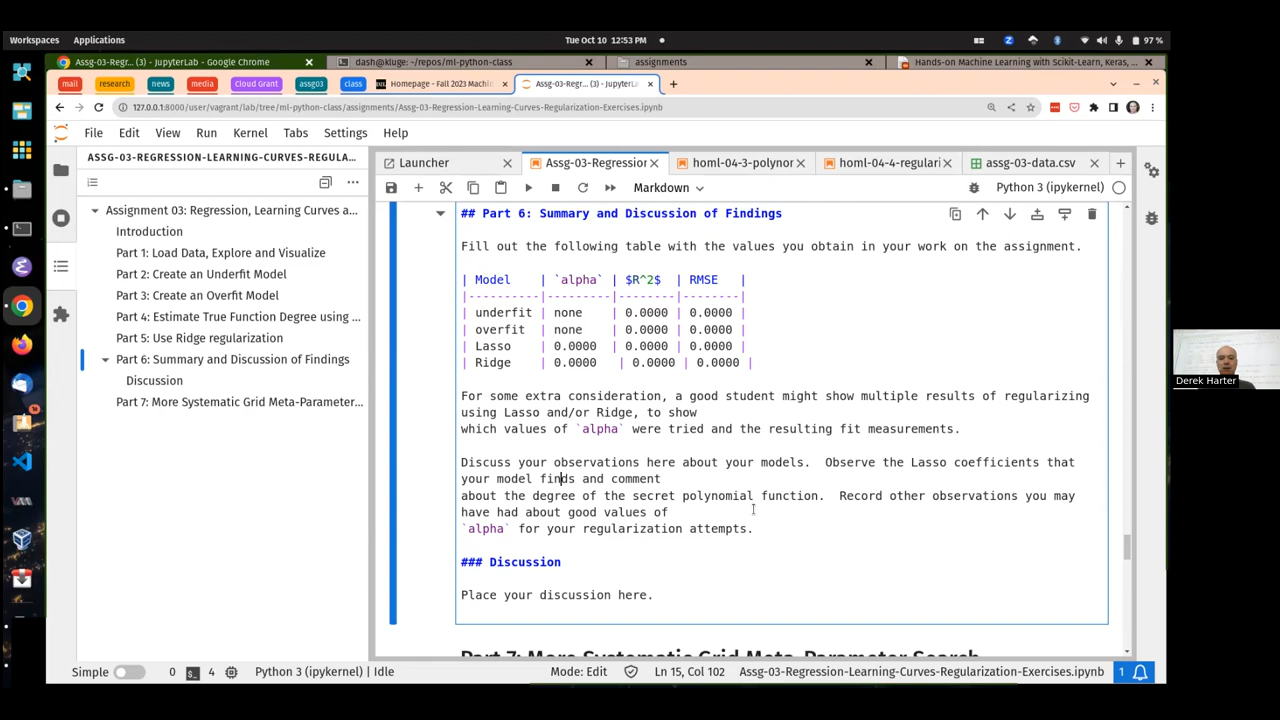 Workspaces Applications Tue Oct 10 12:53 PM 97 %
Assg-03-Regr... (3) - JupyterLab - Google Chrome dash@kluge: ~/repos/ml-python-class assignments Hands-on Machine Learning with Scikit-Learn, Keras,
mail research news media Cloud Grant assg03 class Homepage - Fall 2023 Machin Assg-03-Regr... (3) - JupyterL
127.0.0.1:8000/user/vagrant/lab/tree/ml-python-class/assignments/Assg-03-Regression-Learning-Curves-Regularization-Exercises.ipynb
File Edit View Run Kernel Tabs Settings Help
ASSG-03-REGRESSION-LEARNING-CURVES-REGULA...
Launcher Assg-03-Regression homl-04-3-polynor homl-04-4-regulari assg-03-data.csv
Markdown Python 3 (ipykernel)
Assignment 03: Regression, Learning Curves a...
Introduction
Part 1: Load Data, Explore and Visualize
Part 2: Create an Underfit Model
Part 3: Create an Overfit Model
Part 4: Estimate True Function Degree using ...
Part 5: Use Ridge regularization
Part 6: Summary and Discussion of Findings
Discussion
Part 7: More Systematic Grid Meta-Parameter...
## Part 6: Summary and Discussion of Findings
Fill out the following table with the values you obtain in your work on the assignment.
| Model | `alpha` | $R^2$ | RMSE |
|----------|---------|-------|--------|
| underfit | none | 0.0000 | 0.0000 |
| overfit | none | 0.0000 | 0.0000 |
| Lasso | 0.0000 | 0.0000 | 0.0000 |
| Ridge | 0.0000 | 0.0000 | 0.0000 |
For some extra consideration, a good student might show multiple results of regularizing
using Lasso and/or Ridge, to show
which values of `alpha` were tried and the resulting fit measurements.
Discuss your observations here about your models. Observe the Lasso coefficients that
your model finds and comment
about the degree of the secret polynomial function. Record other observations you may
have had about good values of
`alpha` for your regularization attempts.
### Discussion
Place your discussion here.
Part 7: More Systematic Grid Meta-Parameter Search
Simple 0 4 Python 3 (ipykernel) | Idle Mode: Edit Ln 15, Col 102 Assg-03-Regression-Learning-Curves-Regularization-Exercises.ipynb 1
Derek Harter